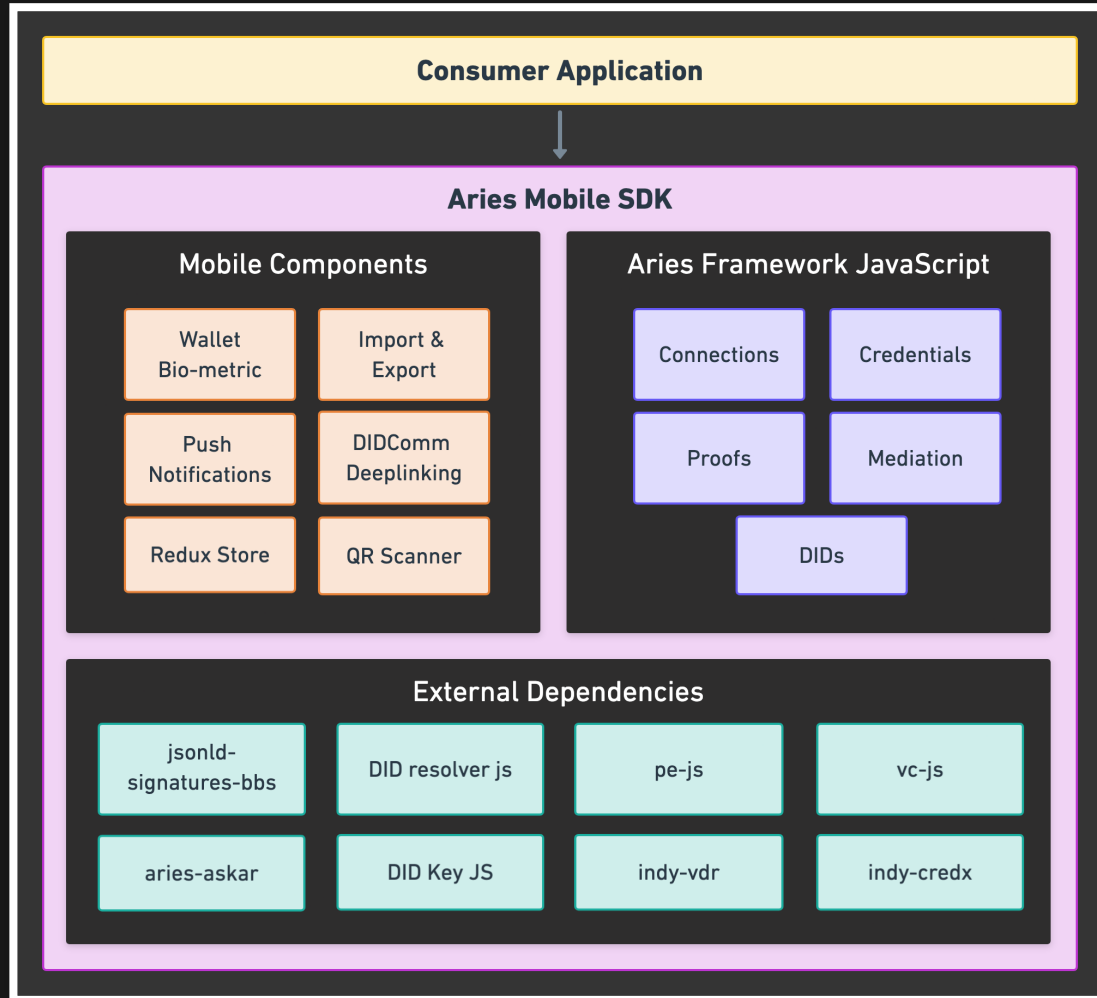 Consumer Application
Aries Mobile SDK
Mobile Components
Wallet
Bio-metric
Import &
Export
Push
Notifications
DIDComm
Deeplinking
Redux Store
QR Scanner
Aries Framework JavaScript
Connections
Credentials
Proofs
Mediation
DIDs
External Dependencies
jsonld-
signatures-bbs
DID resolver js
pe-js
vc-js
aries-askar
DID Key JS
indy-vdr
indy-credx